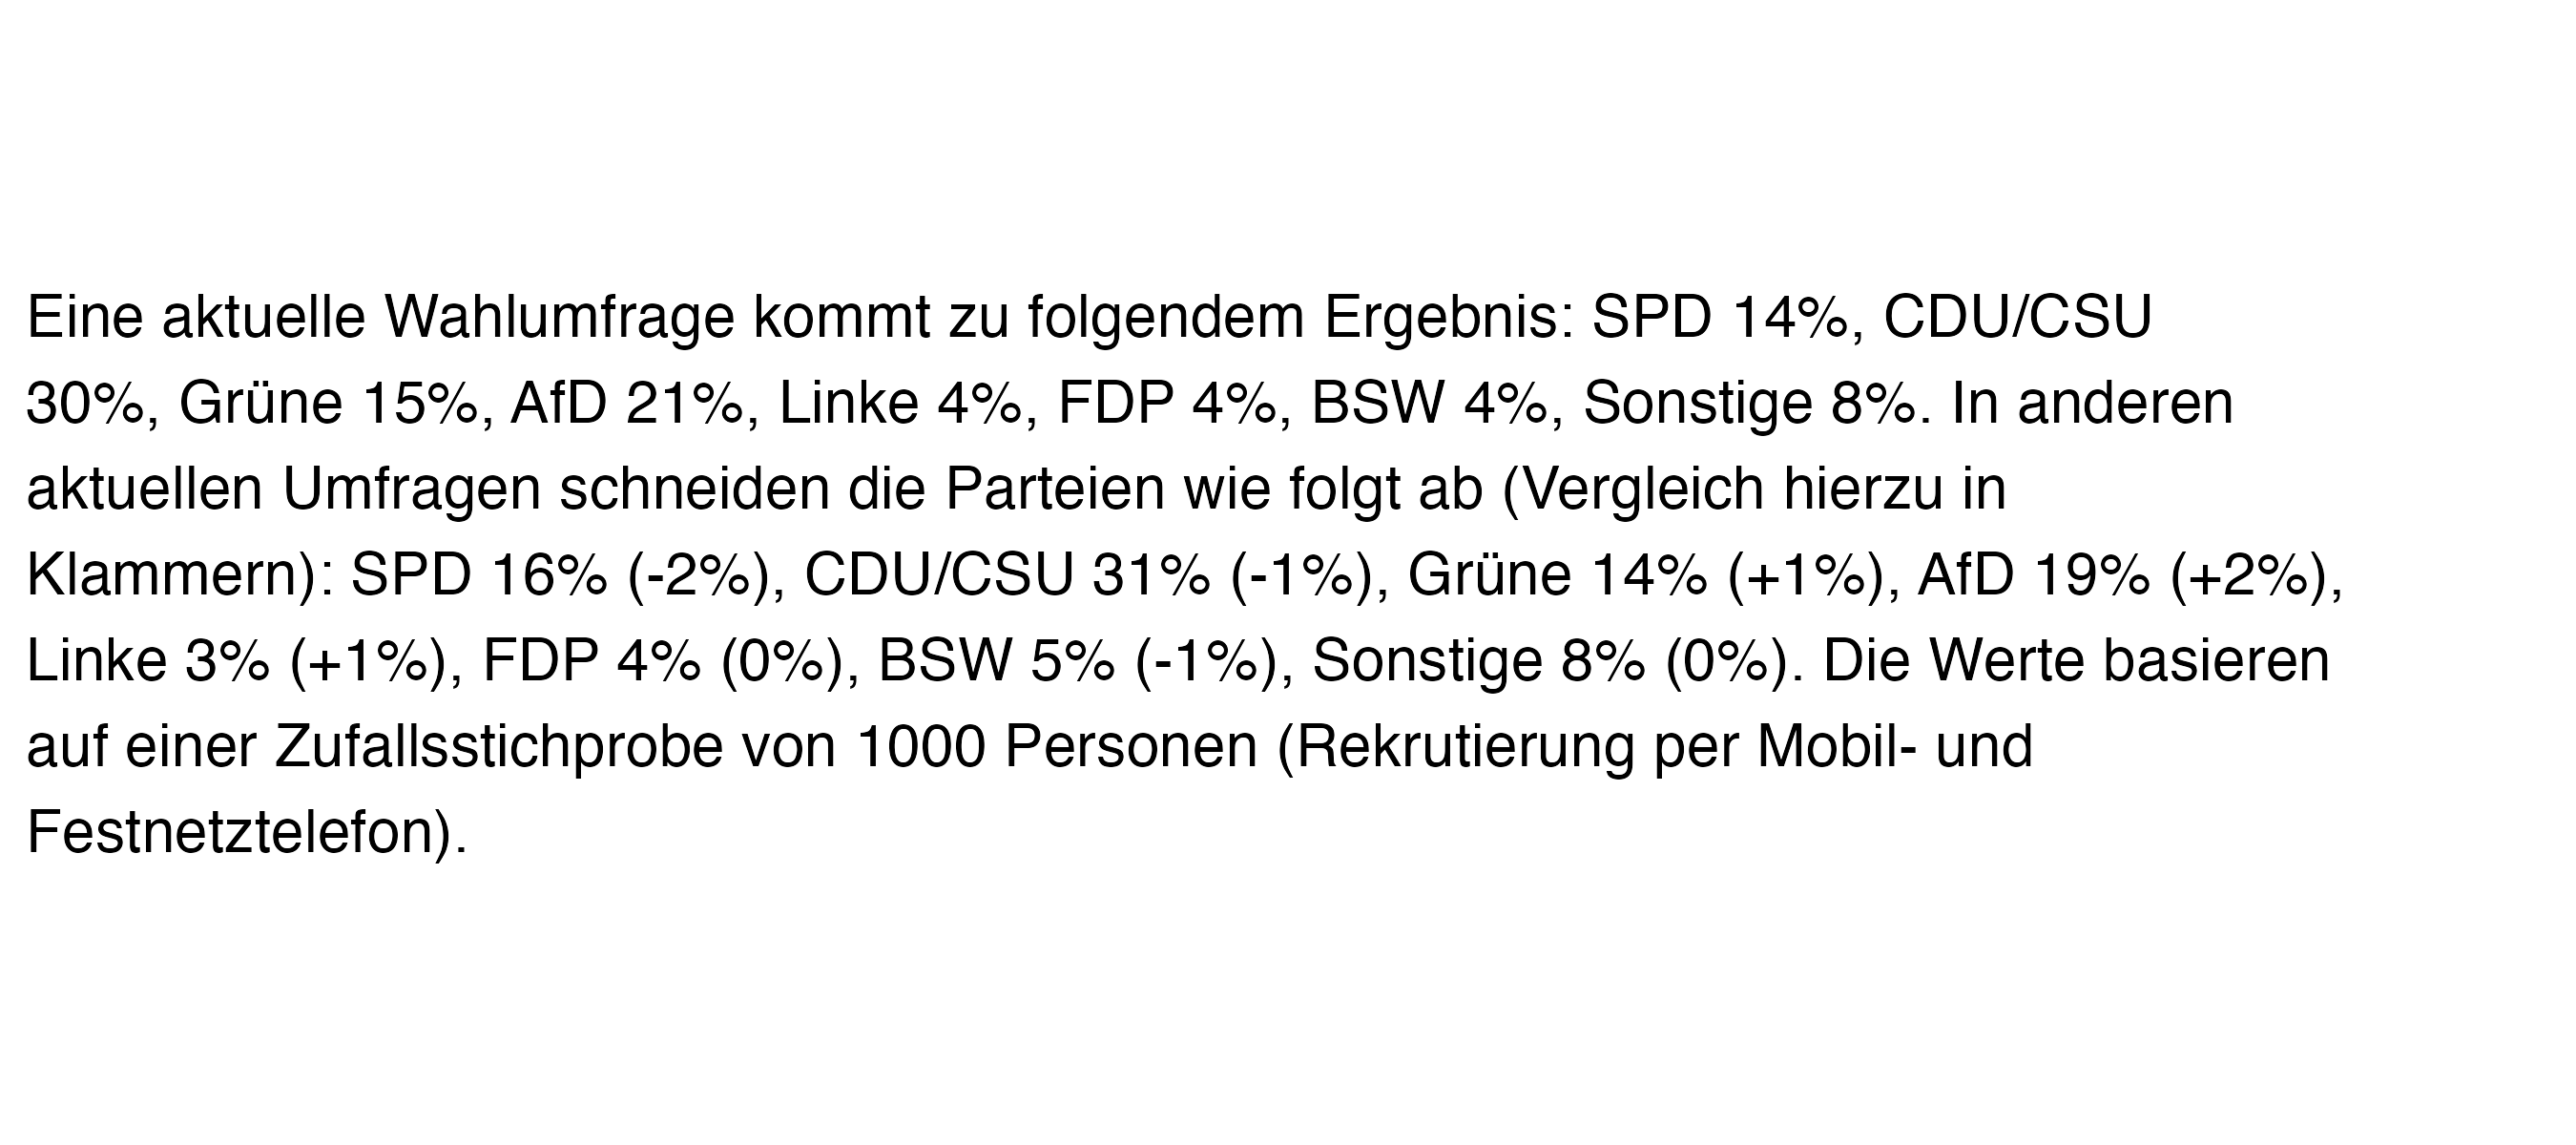 Eine aktuelle Wahlumfrage kommt zu folgendem Ergebnis: SPD 14%, CDU/CSU
30%, Grüne 15%, AfD 21%, Linke 4%, FDP 4%, BSW 4%, Sonstige 8%. In anderen
aktuellen Umfragen schneiden die Parteien wie folgt ab (Vergleich hierzu in
Klammern): SPD 16% (-2%), CDU/CSU 31% (-1%), Grüne 14% (+1%), AfD 19% (+2%),
Linke 3% (+1%), FDP 4% (0%), BSW 5% (-1%), Sonstige 8% (0%). Die Werte basieren
auf einer Zufallsstichprobe von 1000 Personen (Rekrutierung per Mobil- und
Festnetztelefon).